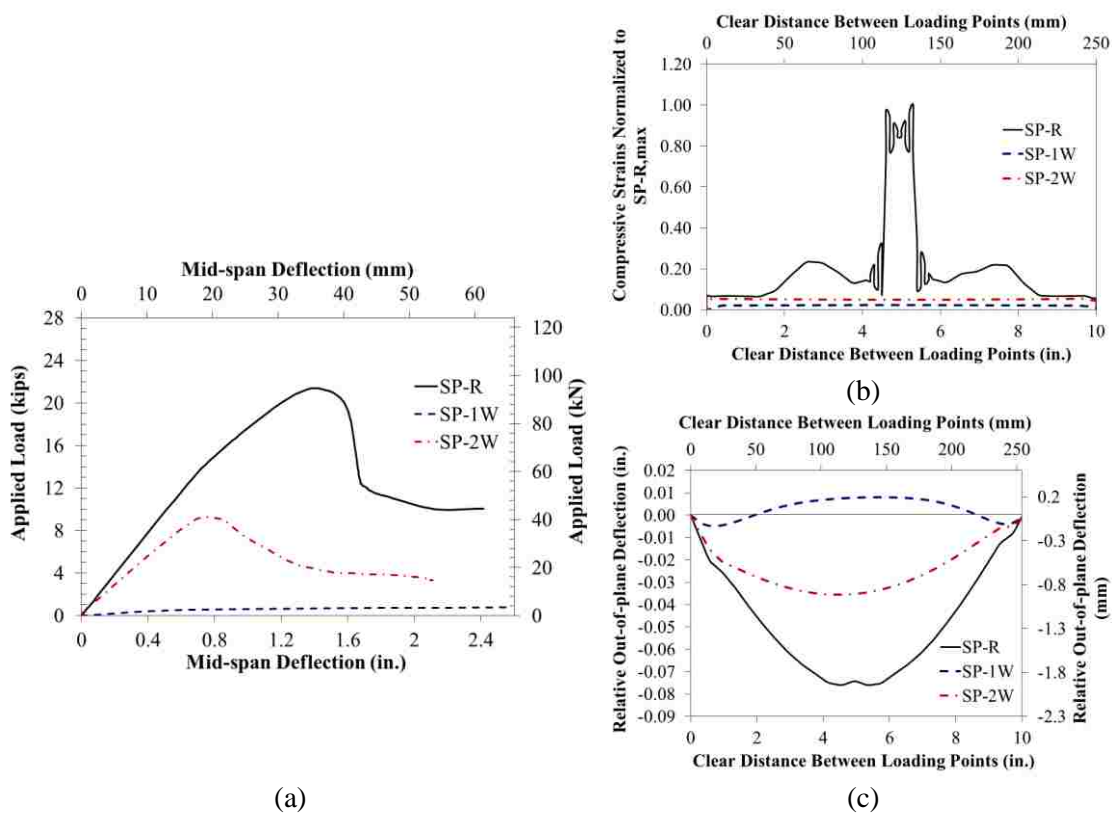 Mid-span Deflection (mm)
0 10 20 30 40 50 60
28
24
20
16
12
8
4
0
Applied Load (kips)
120
100
80
60
40
20
0
Applied Load (kN)
SP-R
SP-1W
SP-2W
0 0.4 0.8 1.2 1.6 2 2.4
Mid-span Deflection (in.)
(a)
Clear Distance Between Loading Points (mm)
0 50 100 150 200 250
Compressive Strains Normalized to
SP-R,max
1.20
1.00
0.80
0.60
0.40
0.20
0.00
SP-R
SP-1W
SP-2W
0 2 4 6 8 10
Clear Distance Between Loading Points (in.)
(b)
Clear Distance Between Loading Points (mm)
0 50 100 150 200 250
Relative Out-of-plane Deflection (in.)
0.02
0.01
0.00
-0.01
-0.02
-0.03
-0.04
-0.05
-0.06
-0.07
-0.08
-0.09
0.2
-0.3
-0.9
-1.3
-1.8
-2.3
Relative Out-of-plane Deflection
(mm)
SP-R
SP-1W
SP-2W
0 2 4 6 8 10
Clear Distance Between Loading Points (in.)
(c)